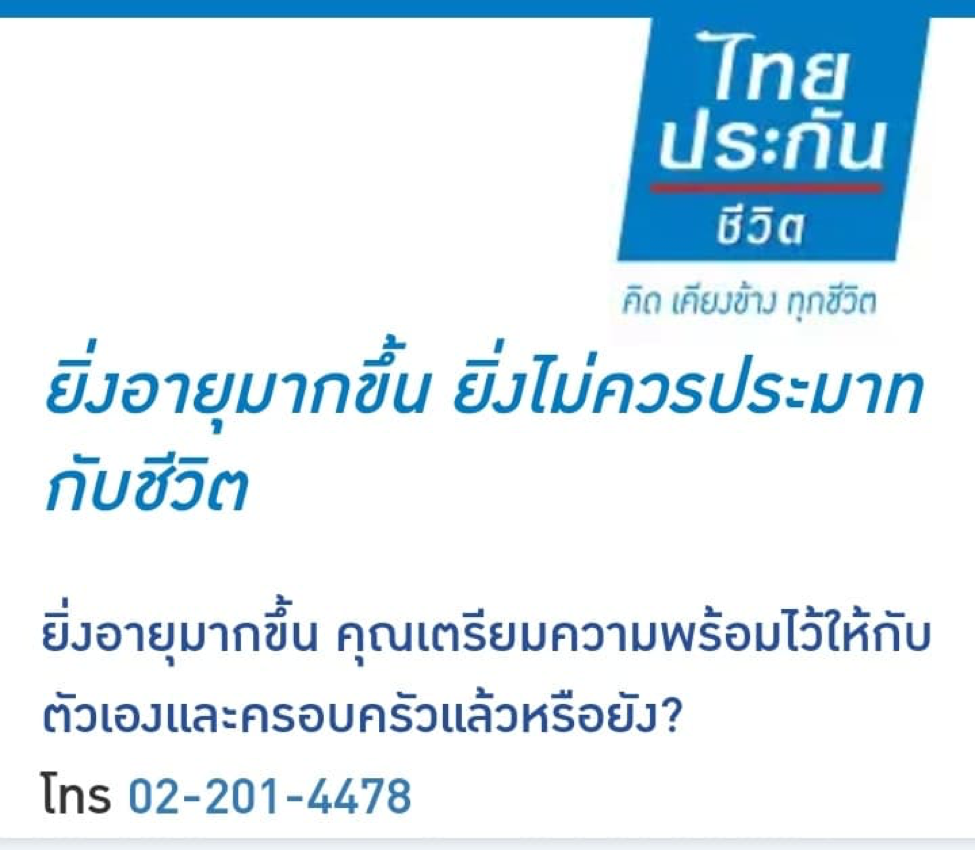 ไทย
ประกัน
ชีวิต
คิด เคียงข้าง ทุกชีวิต
ยิ่งอายุมากขึ้น ยิ่งไม่ควรประมาท
กับชีวิต
ยิ่งอายุมากขึ้น คุณเตรียมความพร้อมไว้ให้กับ
ตัวเองและครอบครัวแล้วหรือยัง?
โทร 02-201-4478